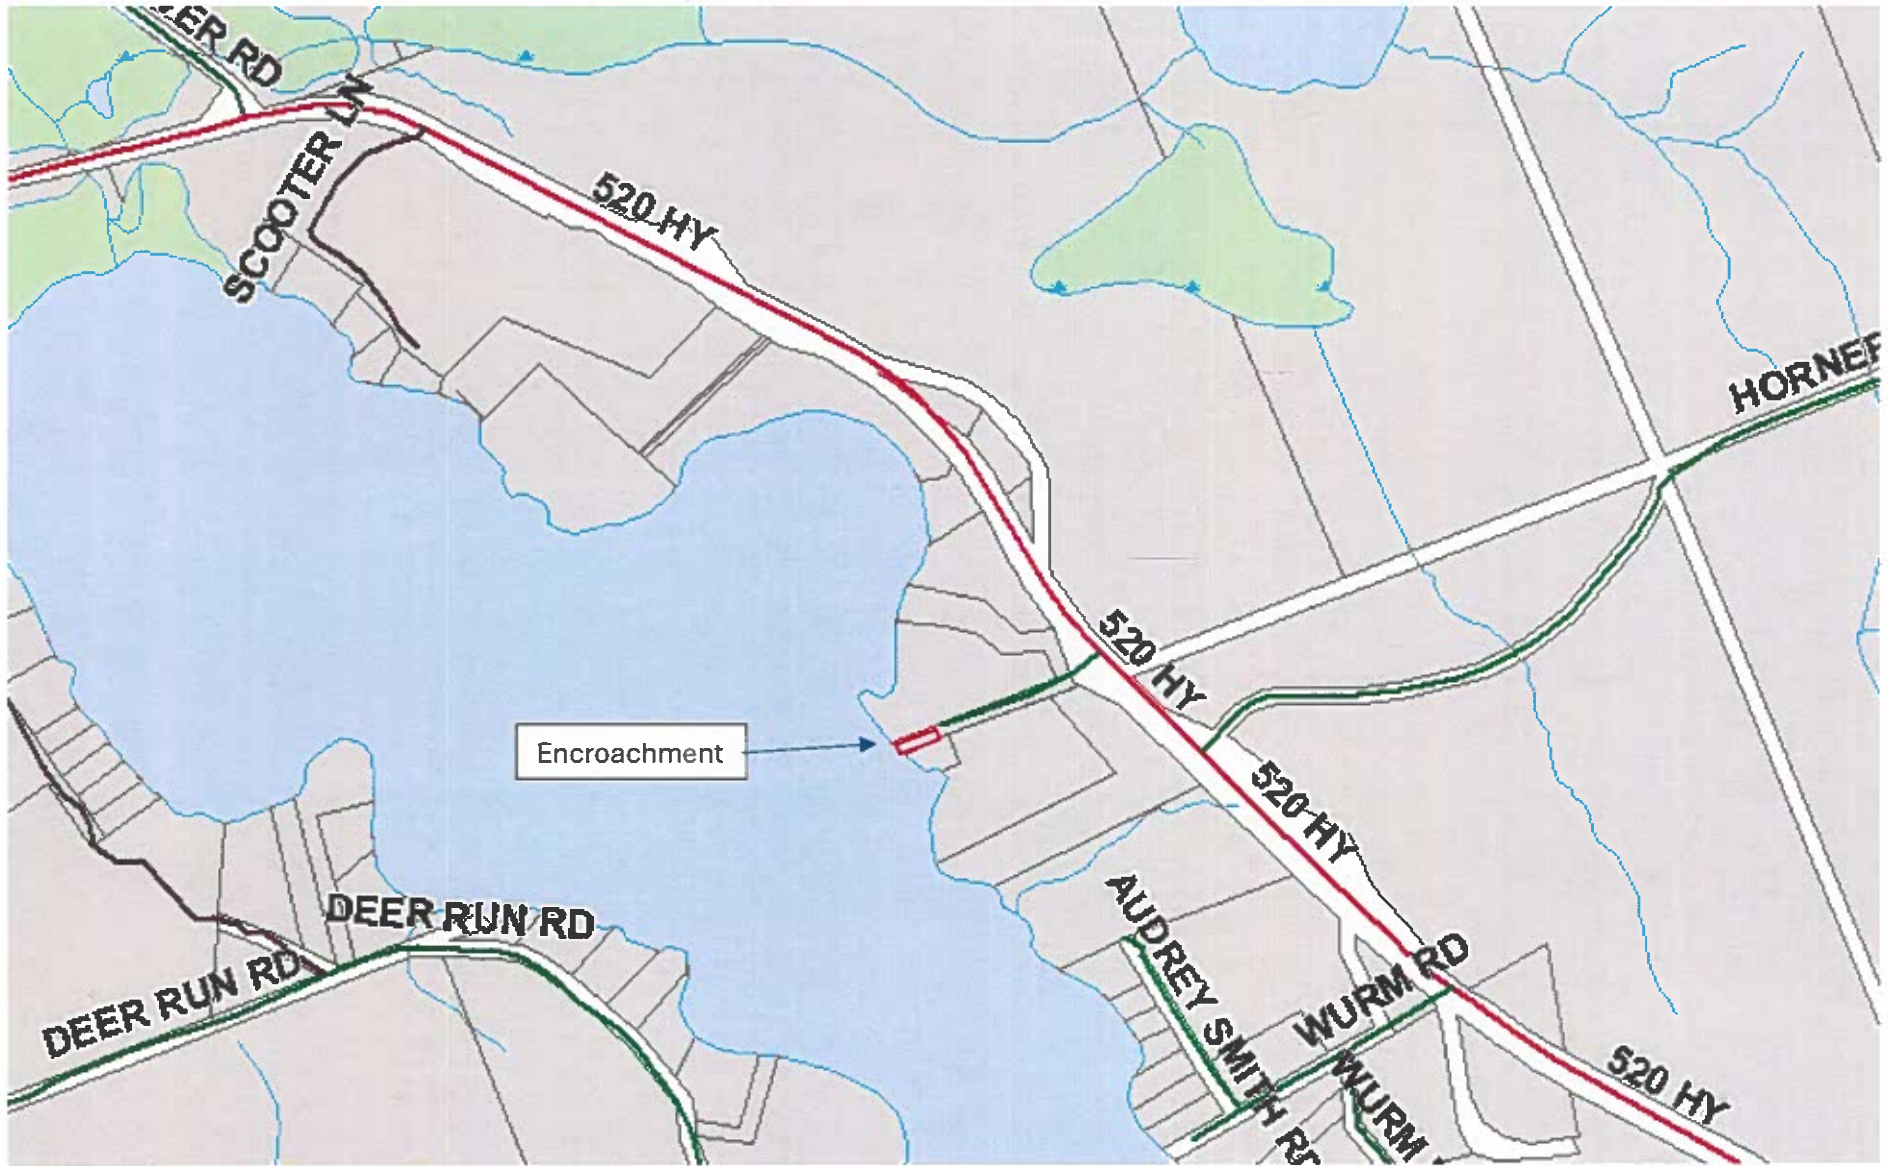 ER RD
SCOOTER LN
520 HY
HORNER
520 HY
Encroachment
520 HY
AUDREY SMITH RD
DEER RUN RD
DEER RUN RD
WURM RD
WURM
520 HY